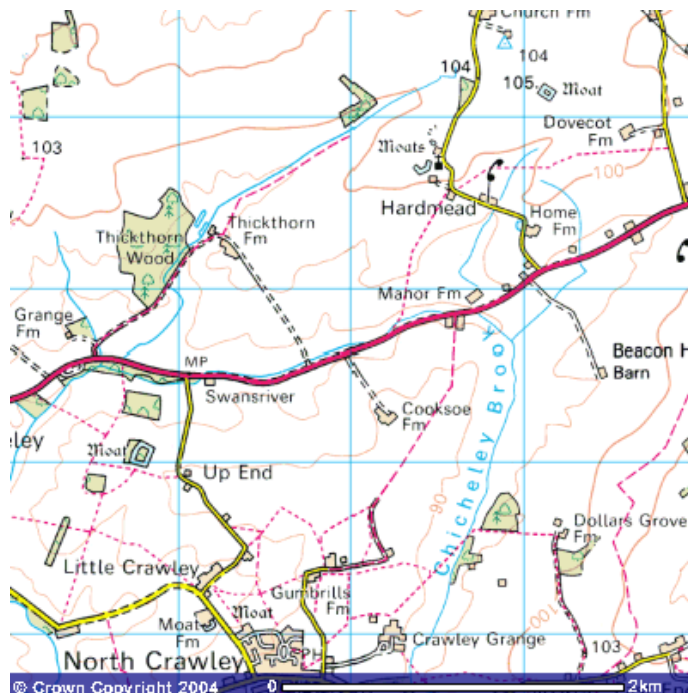 Church Fm
104
104
105
Moat
Dovecot
Fm
Moats
103
100
Hardmead
Home
Fm
Thickthorn
Wood
Thickthorn
Fm
Manor Fm
Grange
Fm
MP
Beacon H
Barn
Swansriver
Cooksoe
Fm
Chicheley Brook
eley
Moat
Up End
90
Dollars Grove
Fm
Little Crawley
Gumbrills
Fm
100
Moat
Moat
Fm
Crawley Grange
103
North Crawley
PH
© Crown Copyright 2004
0
2km